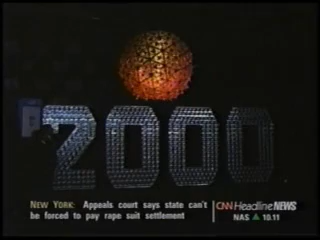 2000
NEW YORK: Appeals court says state can't
be forced to pay rape suit settlement
CNN Headline NEWS
NAS ▲ 10.11